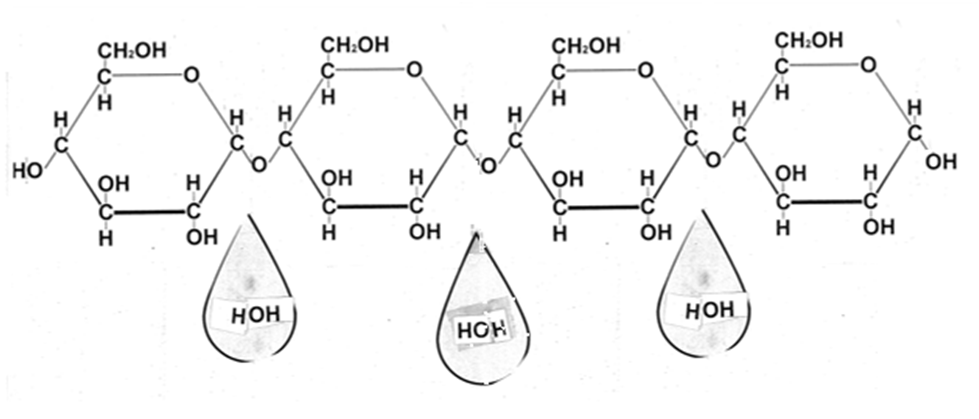 CH₂OH CH₂OH CH₂OH CH₂OH
C O C O C O C O
H H H H
H H H H H H H H
C C C C C C C C
HO O O O OH
OH H OH H OH H OH H
C C C C C C C C
H OH H OH H OH H OH
HOH HOH HOH